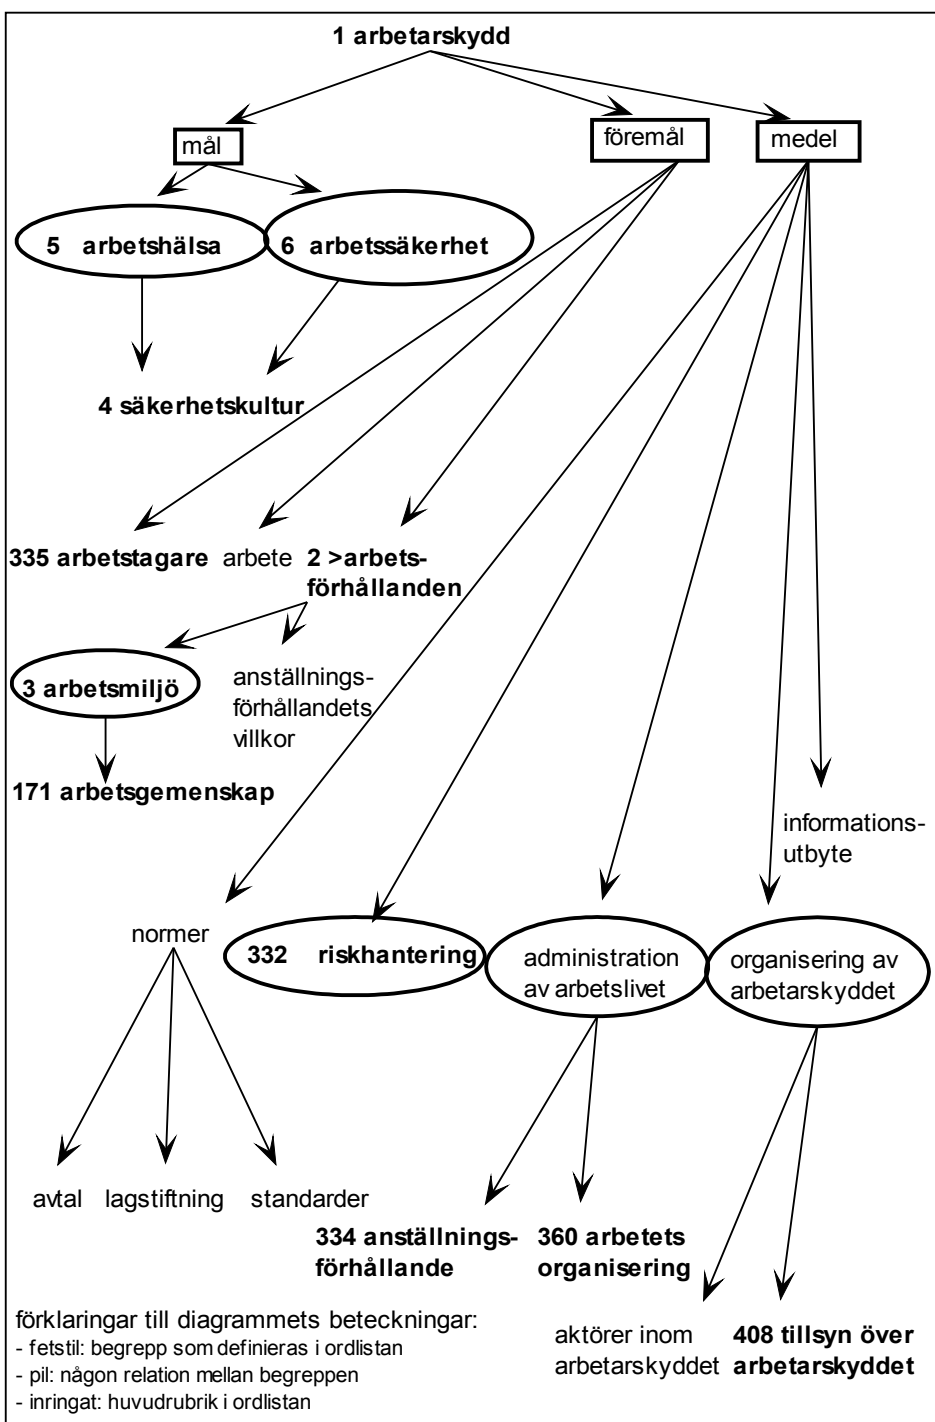 1 arbetarskydd
mål
föremål
medel
5 arbetshälsa
6 arbetssäkerhet
4 säkerhetskultur
335 arbetstagare
arbete
2 >arbets-
förhållanden
3 arbetsmiljö
anställnings-
förhållandets
villkor
171 arbetsgemenskap
informations-
utbyte
normer
332 riskhantering
administration
av arbetslivet
organisering av
arbetarskyddet
avtal
lagstiftning
standarder
334 anställnings-
förhållande
360 arbetets
organisering
aktörer inom
arbetarskyddet
408 tillsyn över
arbetarskyddet
förklaringar till diagrammets beteckningar:
- fetstil: begrepp som definieras i ordlistan
- pil: någon relation mellan begreppen
- inringat: huvudrubrik i ordlistan